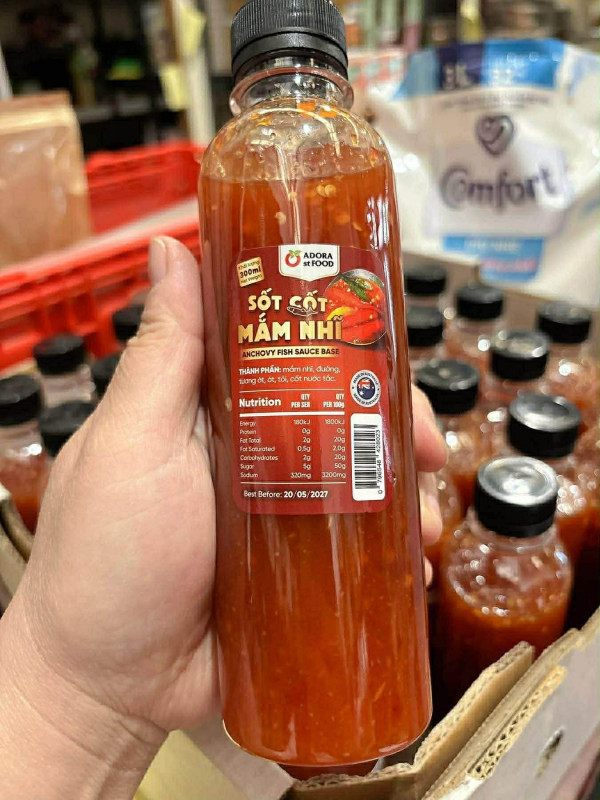 ADORA
st FOOD
300ml
SỐT CỐT
MẮM NHĨ
ANCHOVY FISH SAUCE BASE
THÀNH PHẦN: mắm nhi, đường,
tương ớt, ớt, tỏi, cốt nước tắc.
Nutrition QTY PER SER QTY PER 100g
Energy 180kJ 1800kJ
Protein 0g 0g
Fat Total 2g 20g
Fat Saturated 0,5g 2,0g
Carbohydrates 2g 20g
Sugar 5g 50g
Sodium 320mg 3200mg
Best Before: 20/05/2027
Comfort